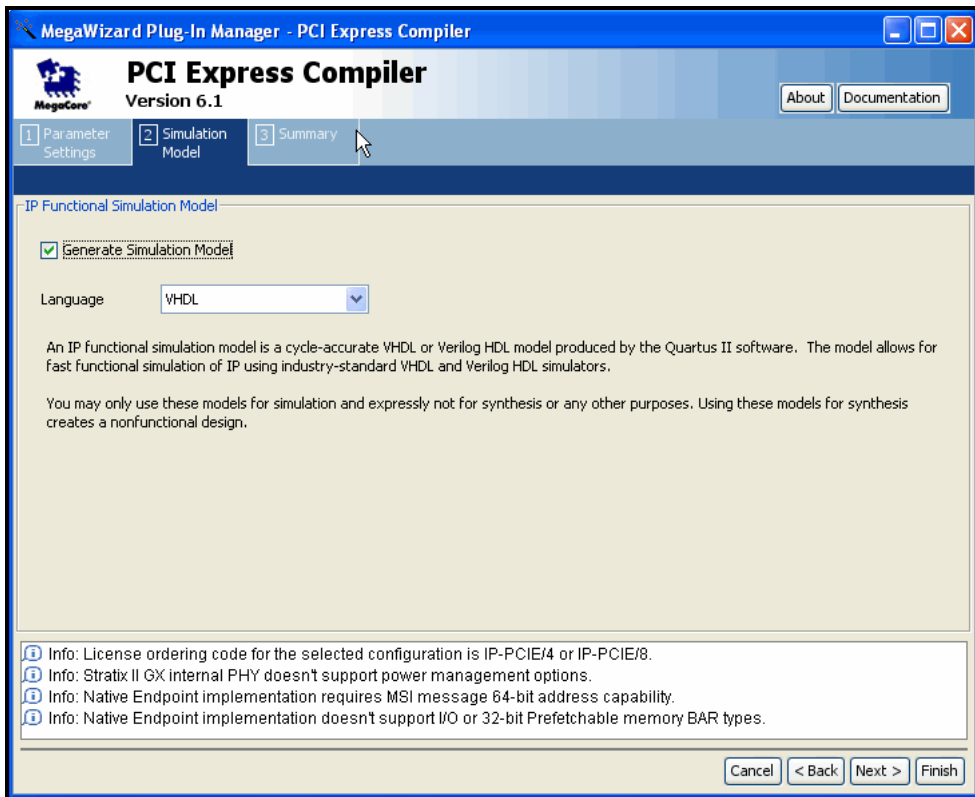 MegaWizard Plug-In Manager - PCI Express Compiler
MegaCore®
PCI Express Compiler
Version 6.1
About
Documentation
1 Parameter
Settings
2 Simulation
Model
3 Summary
IP Functional Simulation Model
Generate Simulation Model
Language
VHDL
An IP functional simulation model is a cycle-accurate VHDL or Verilog HDL model produced by the Quartus II software. The model allows for
fast functional simulation of IP using industry-standard VHDL and Verilog HDL simulators.
You may only use these models for simulation and expressly not for synthesis or any other purposes. Using these models for synthesis
creates a nonfunctional design.
Info: License ordering code for the selected configuration is IP-PCIE/4 or IP-PCIE/8.
Info: Stratix II GX internal PHY doesn't support power management options.
Info: Native Endpoint implementation requires MSI message 64-bit address capability.
Info: Native Endpoint implementation doesn't support I/O or 32-bit Prefetchable memory BAR types.
Cancel
< Back
Next >
Finish